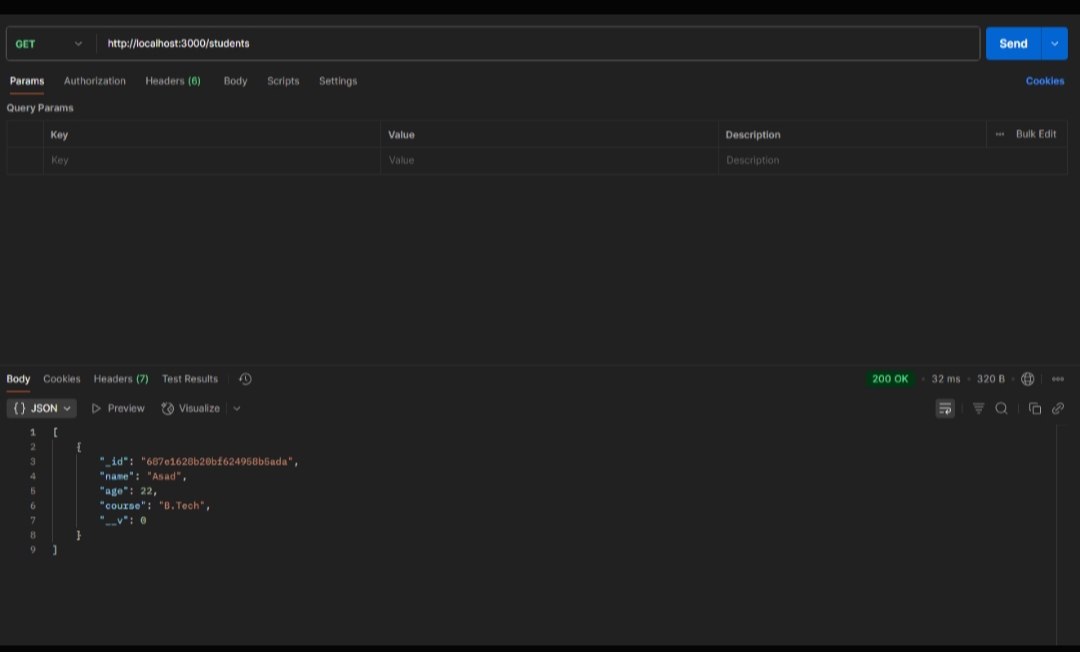 GET http://localhost:3000/students Send
Params Authorization Headers (6) Body Scripts Settings Cookies
Query Params
Key Value Description ··· Bulk Edit
Key Value Description
Body Cookies Headers (7) Test Results 200 OK · 32 ms · 320 B · ···
{ } JSON Preview Visualize
1 [
2 {
3 "_id": "687e1628b20bf624958b5ada",
4 "name": "Asad",
5 "age": 22,
6 "course": "B.Tech",
7 "__v": 0
8 }
9 ]